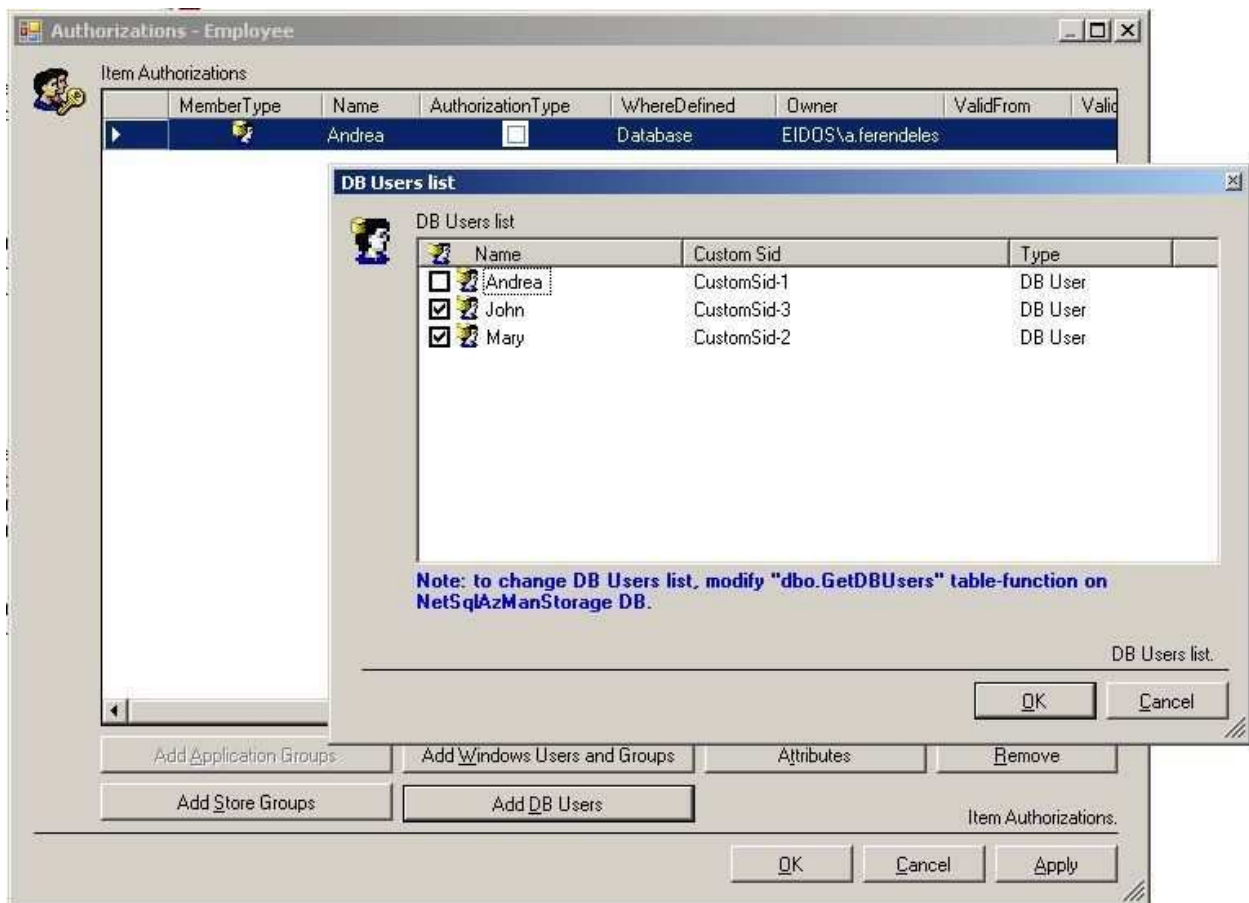 Authorizations - Employee
Item Authorizations
MemberType Name AuthorizationType WhereDefined Owner ValidFrom Valid
Andrea Database EIDOS\a.ferendeles
DB Users list
DB Users list
Name Custom Sid Type
Andrea CustomSid-1 DB User
John CustomSid-3 DB User
Mary CustomSid-2 DB User
Note: to change DB Users list, modify "dbo.GetDBUsers" table-function on
NetSqlAzManStorage DB.
DB Users list.
OK Cancel
Add Application Groups Add Windows Users and Groups Attributes Remove
Add Store Groups Add DB Users
Item Authorizations.
OK Cancel Apply